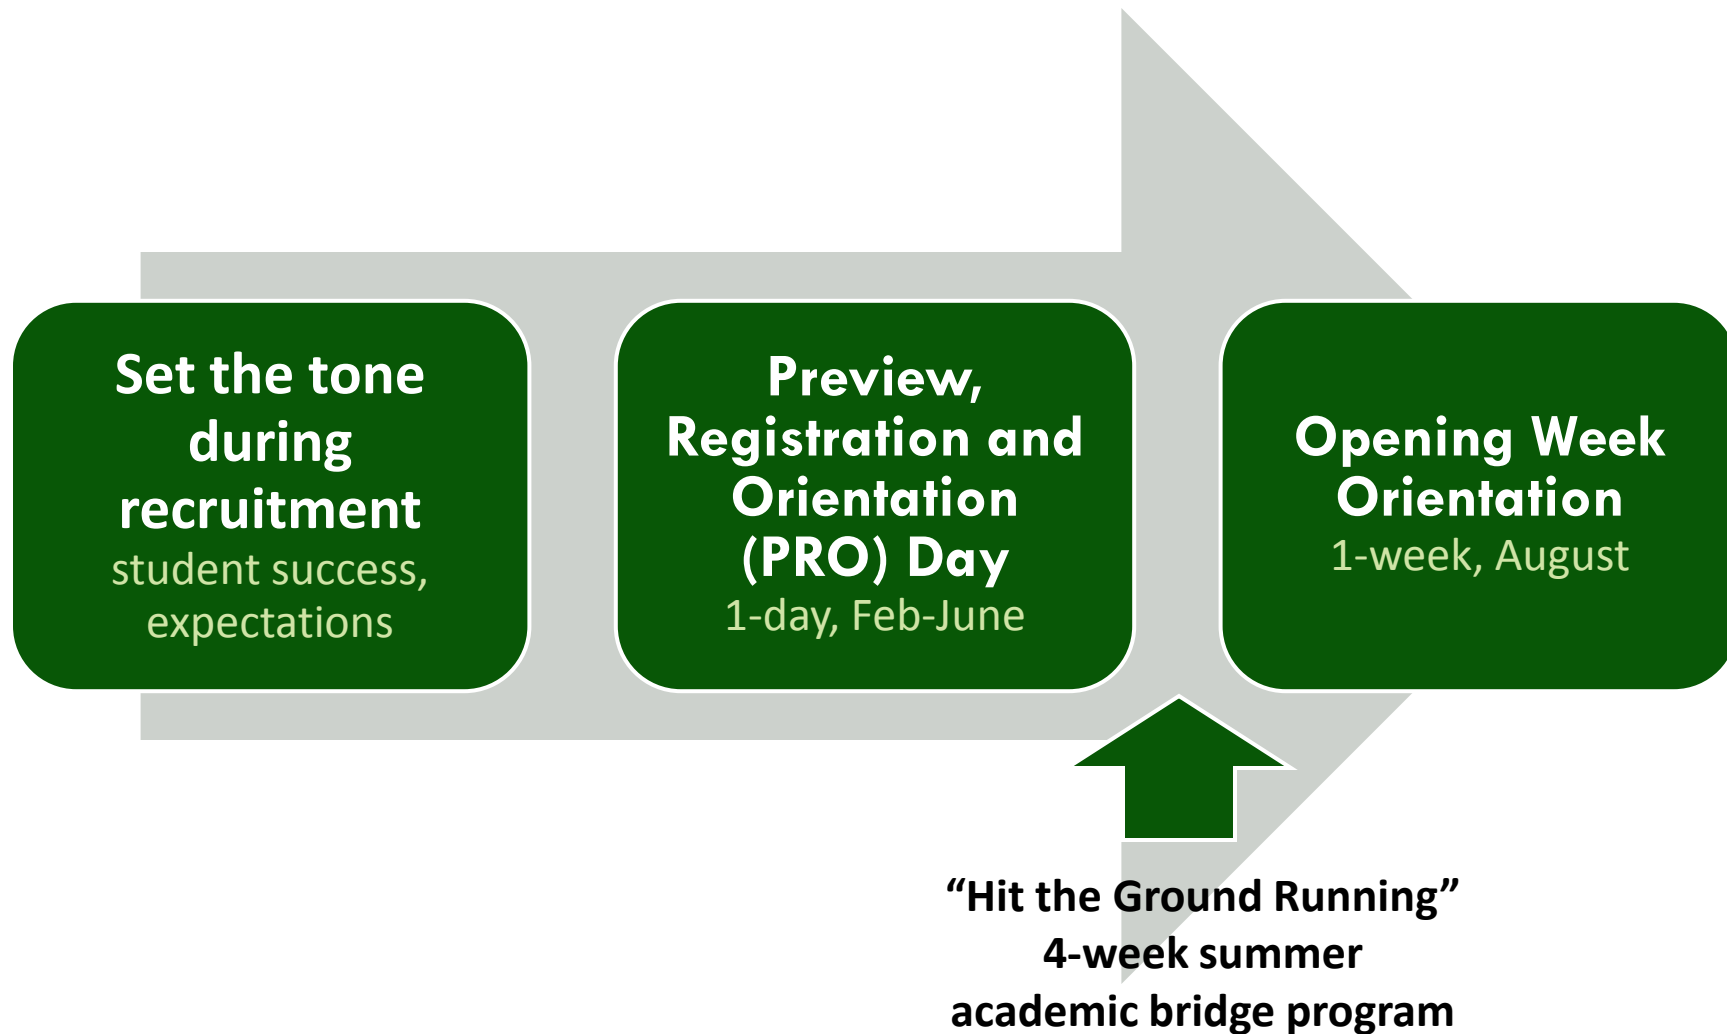 Set the tone
during
recruitment
student success,
expectations
Preview,
Registration and
Orientation
(PRO) Day
1-day, Feb-June
Opening Week
Orientation
1-week, August
“Hit the Ground Running”
4-week summer
academic bridge program